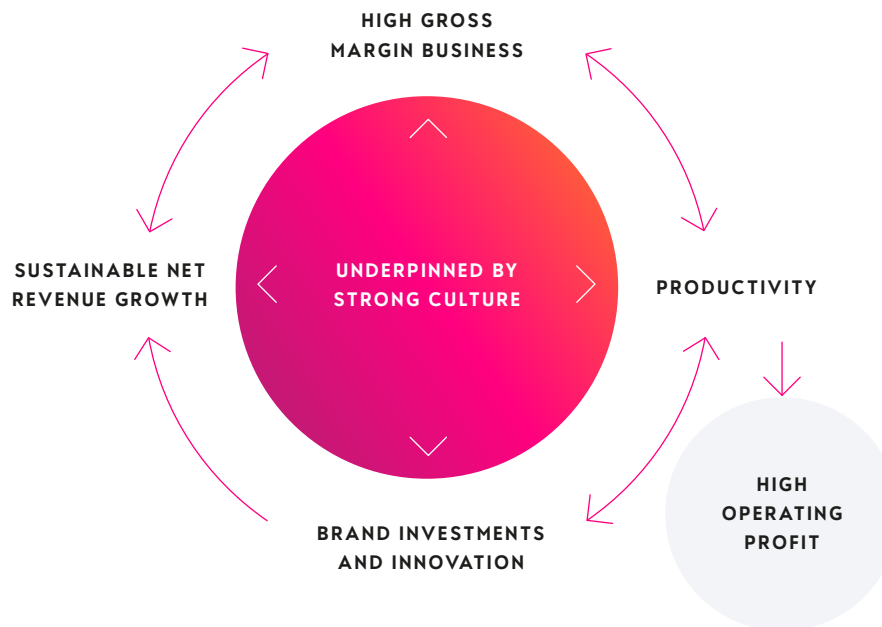 HIGH GROSS
MARGIN BUSINESS
SUSTAINABLE NET
REVENUE GROWTH
UNDERPINNED BY
STRONG CULTURE
PRODUCTIVITY
HIGH
OPERATING
PROFIT
BRAND INVESTMENTS
AND INNOVATION